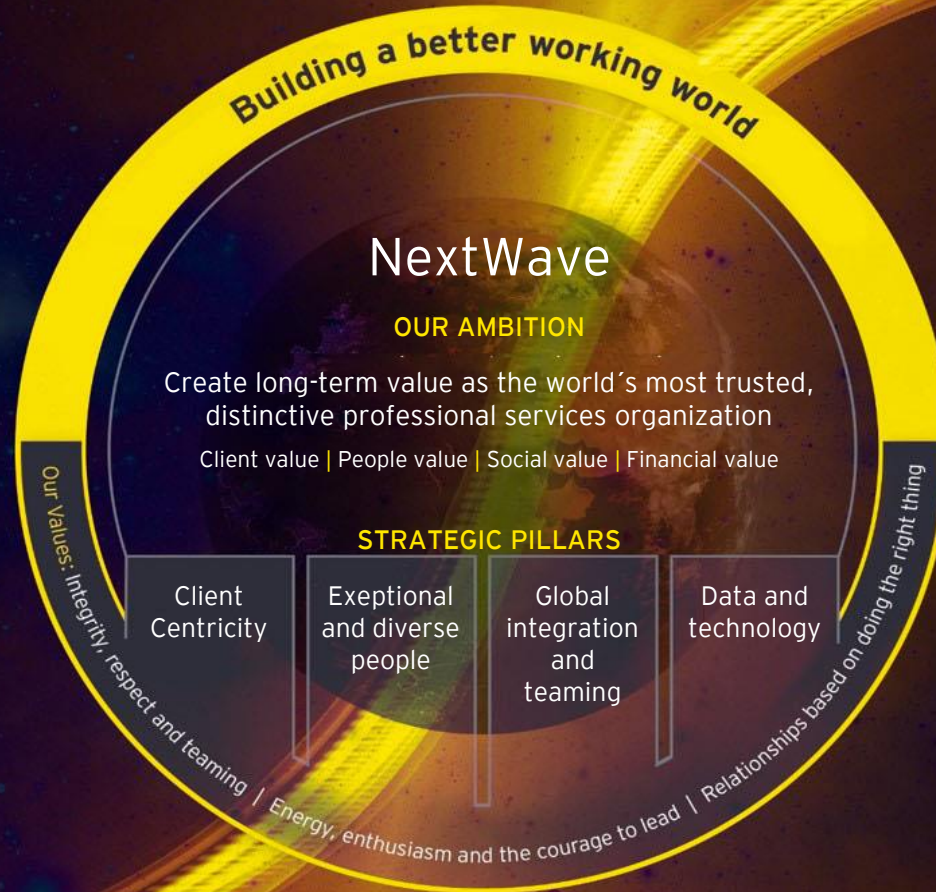 Building a better working world
NextWave
OUR AMBITION
Create long-term value as the world´s most trusted,
distinctive professional services organization
Client value | People value | Social value | Financial value
STRATEGIC PILLARS
Client
Centricity
Exeptional
and diverse
people
Global
integration
and
teaming
Data and
technology
Our Values: Integrity, respect and teaming | Energy, enthusiasm and the courage to lead | Relationships based on doing the right thing